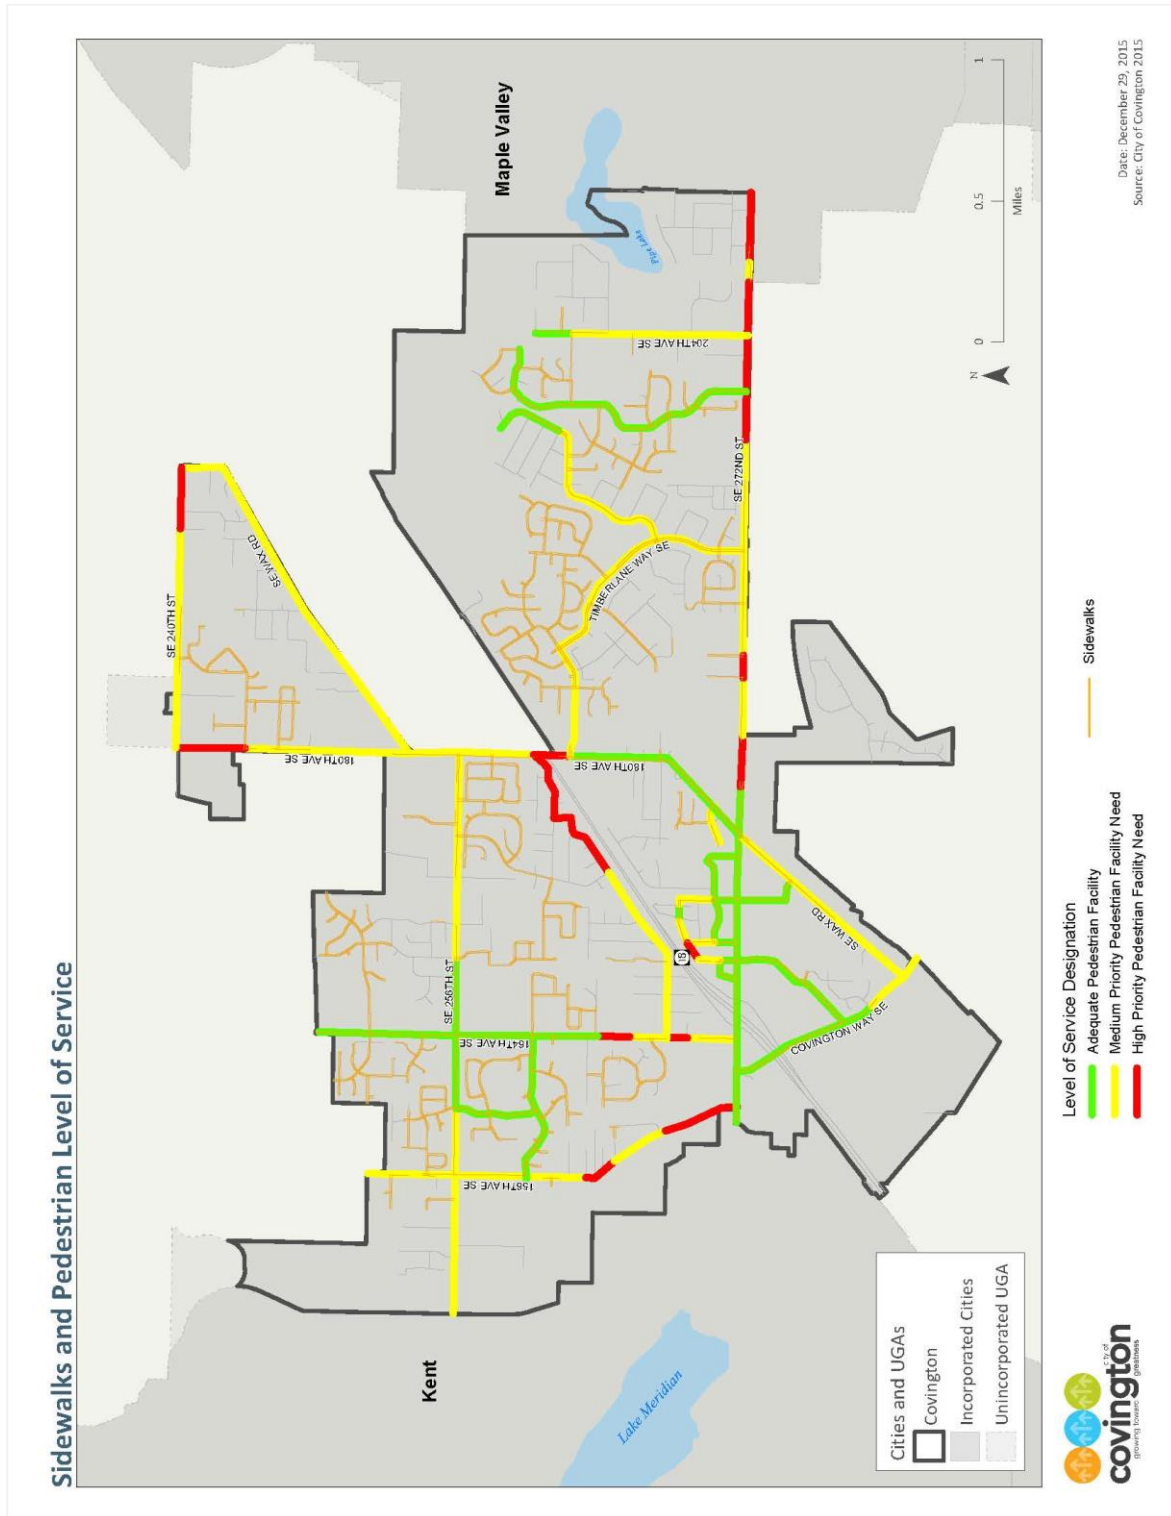 Sidewalks and Pedestrian Level of Service
SE 240TH ST
SE WAX RD
180TH AVE SE
SE 256TH ST
164TH AVE SE
156TH AVE SE
180TH AVE SE
TIMBERLANE WAY SE
204TH AVE SE
SE 272ND ST
18
SE WAX RD
COVINGTON WAY SE
Kent
Maple Valley
Lake Meridian
Pipe Lake
N
0
0.5
1
Miles
Cities and UGAs
Covington
Incorporated Cities
Unincorporated UGA
city of
covington
growing toward greatness
Level of Service Designation
Adequate Pedestrian Facility
Medium Priority Pedestrian Facility Need
High Priority Pedestrian Facility Need
Sidewalks
Date: December 29, 2015
Source: City of Covington 2015